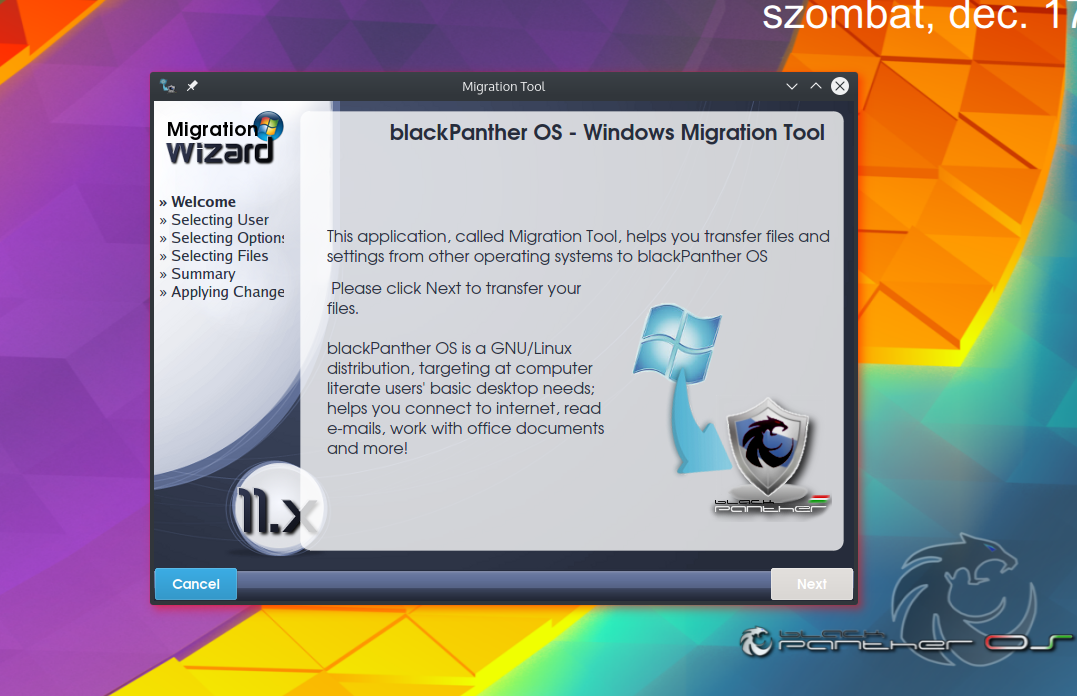 szombat, dec. 17
Migration Tool
Migration
Wizard
blackPanther OS - Windows Migration Tool
» Welcome
» Selecting User
» Selecting Options
» Selecting Files
» Summary
» Applying Change
This application, called Migration Tool, helps you transfer files and
settings from other operating systems to blackPanther OS
Please click Next to transfer your
files.
blackPanther OS is a GNU/Linux
distribution, targeting at computer
literate users' basic desktop needs;
helps you connect to internet, read
e-mails, work with office documents
and more!
black
panther
11.x
Cancel
Next
black
panther OS